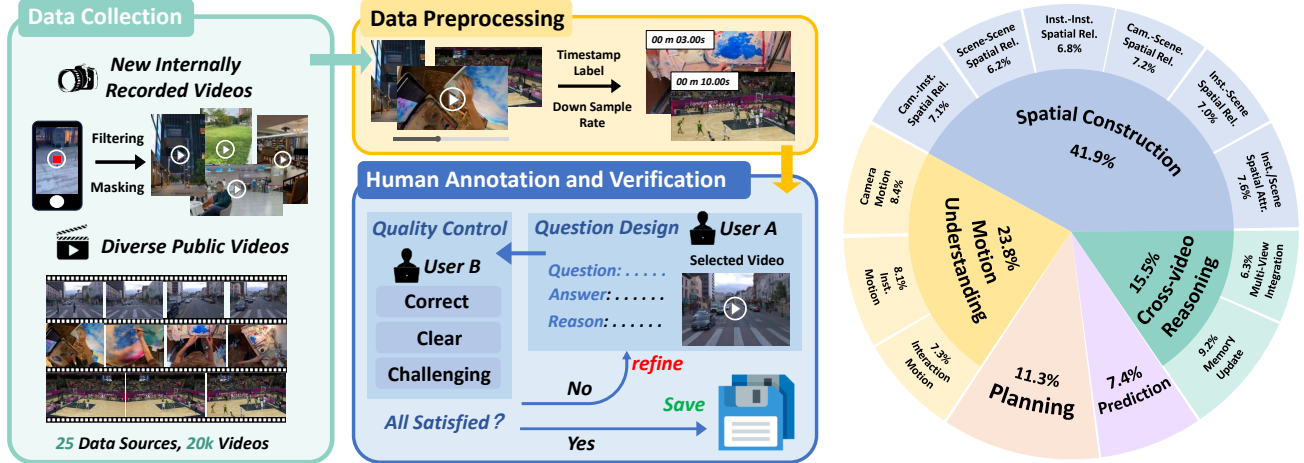 Data Collection
New Internally
Recorded Videos
Filtering
Masking
Diverse Public Videos
25 Data Sources, 20k Videos
Data Preprocessing
Timestamp
Label
Down Sample
Rate
00 m 03.00s
00 m 10.00s
Human Annotation and Verification
Quality Control
User B
Correct
Clear
Challenging
All Satisfied?
Question Design
User A
Question: . . . . .
Answer: . . . . . .
Reason: . . . . . .
Selected Video
refine
No
Yes
Save
Spatial Construction
41.9%
Cam.-Inst.
Spatial Rel.
7.1%
Scene-Scene
Spatial Rel.
6.2%
Inst.-Inst.
Spatial Rel.
6.8%
Cam.-Scene.
Spatial Rel.
7.2%
Inst.-Scene
Spatial Rel.
7.0%
Inst./Scene
Spatial Attr.
7.6%
15.5%
Cross-video
Reasoning
6.3%
Multi-View
Integration
9.2%
Memory
Update
7.4%
Prediction
11.3%
Planning
23.8%
Motion
Understanding
7.3%
Interaction
Motion
8.1%
Inst.
Motion
Camera
Motion
8.4%